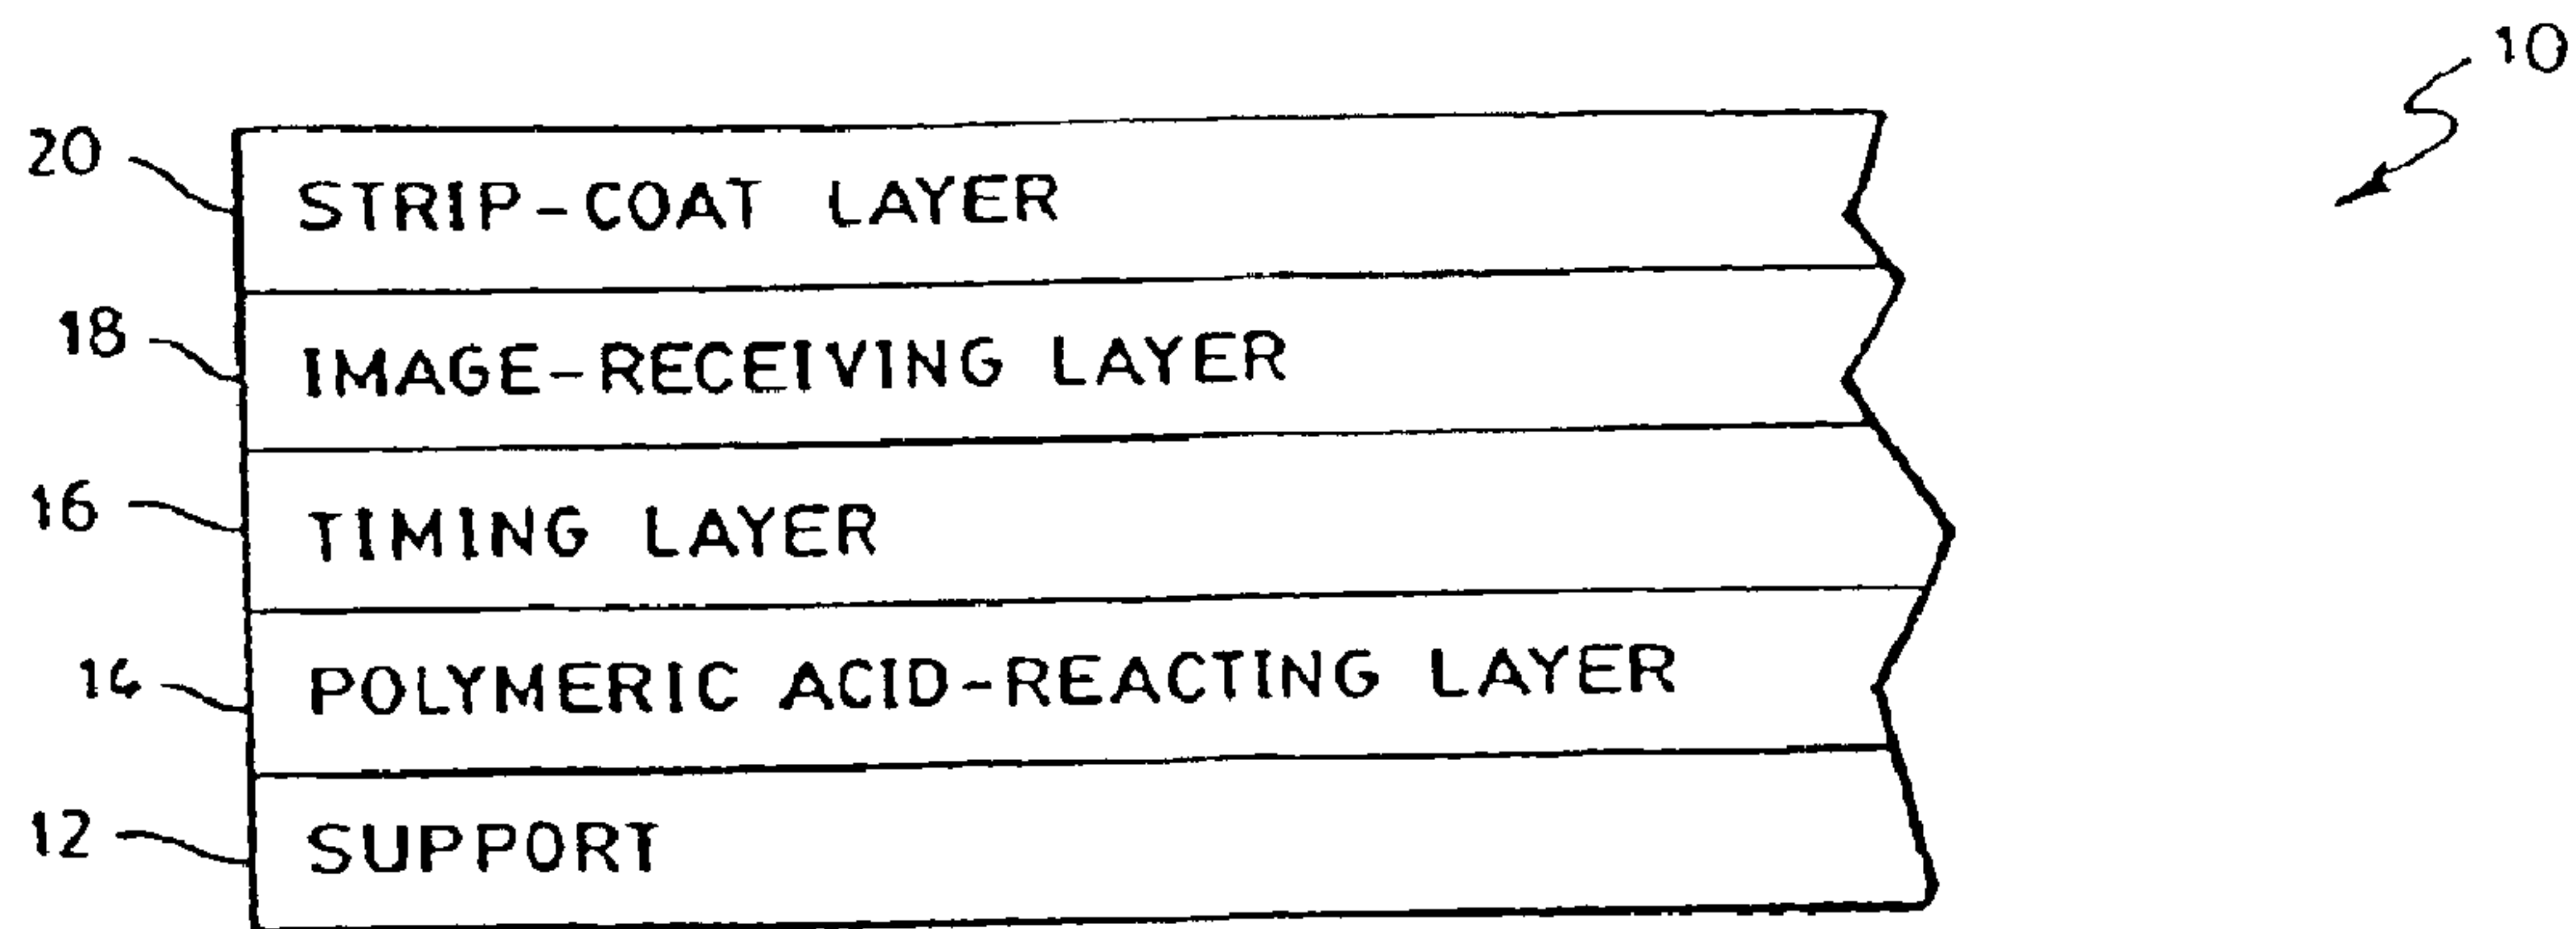 10
20 STRIP-COAT LAYER
18 IMAGE-RECEIVING LAYER
16 TIMING LAYER
14 POLYMERIC ACID-REACTING LAYER
12 SUPPORT